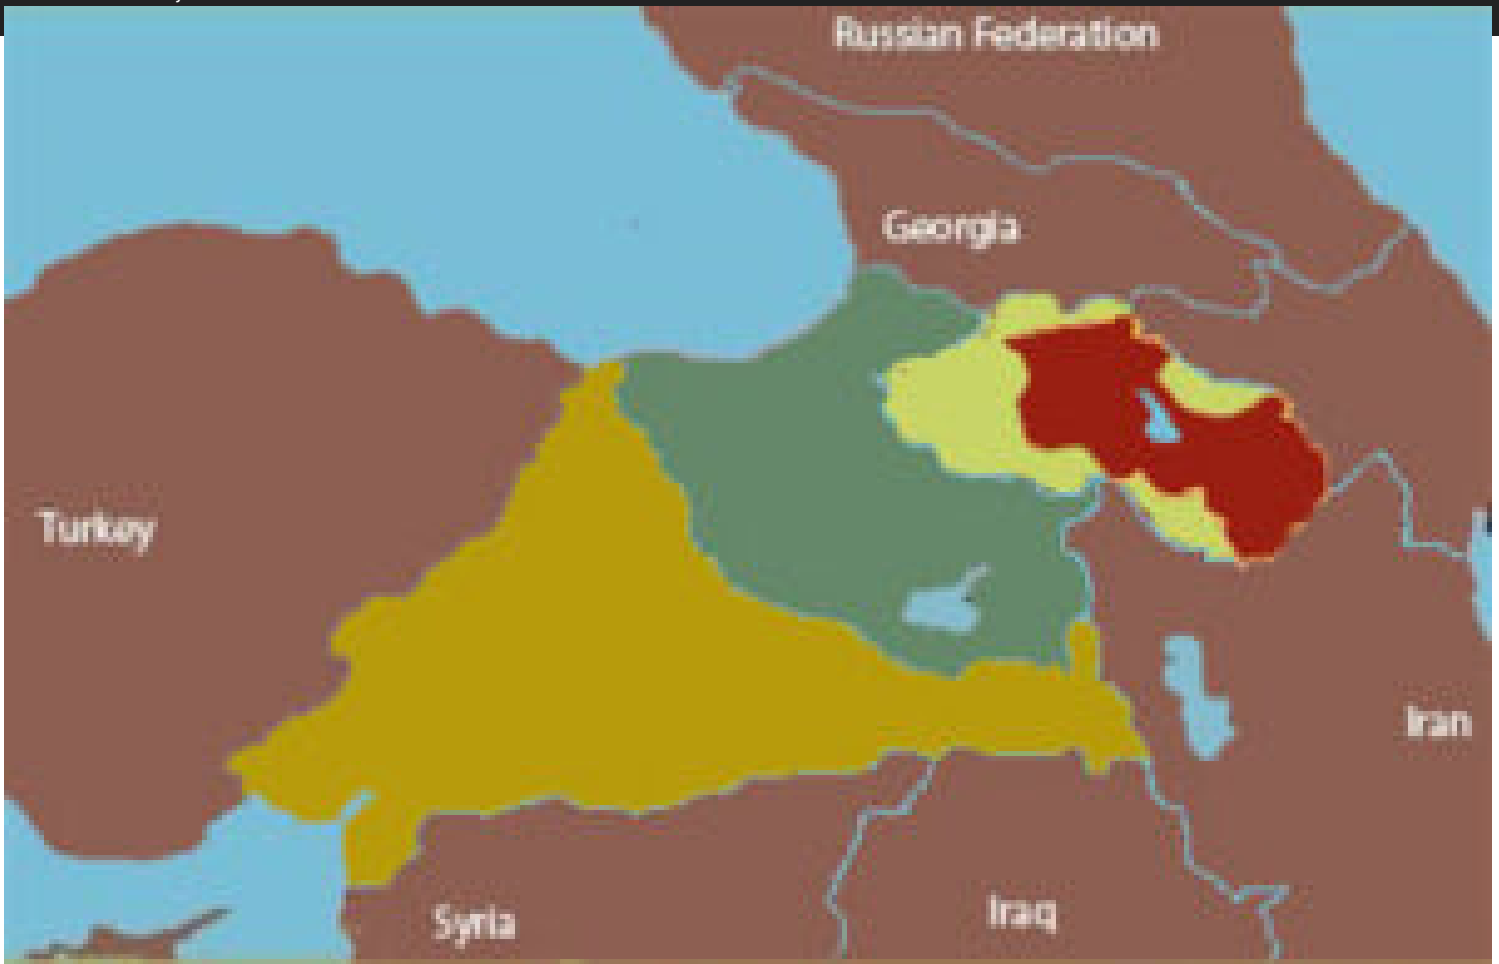 Russian Federation
Georgia
Turkey
Iran
Iraq
Syria